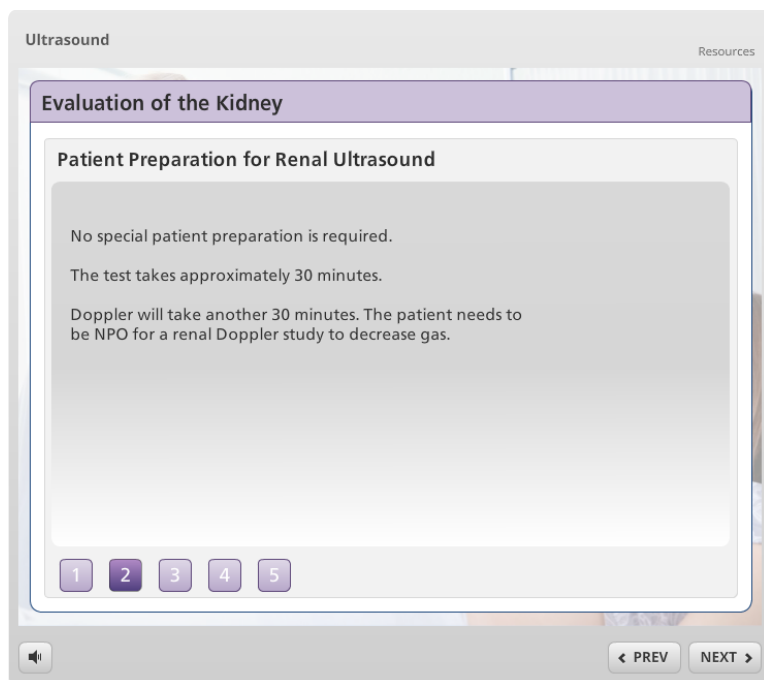 Ultrasound
Resources
Evaluation of the Kidney
Patient Preparation for Renal Ultrasound
No special patient preparation is required.
The test takes approximately 30 minutes.
Doppler will take another 30 minutes. The patient needs to
be NPO for a renal Doppler study to decrease gas.
1 2 3 4 5
PREV NEXT